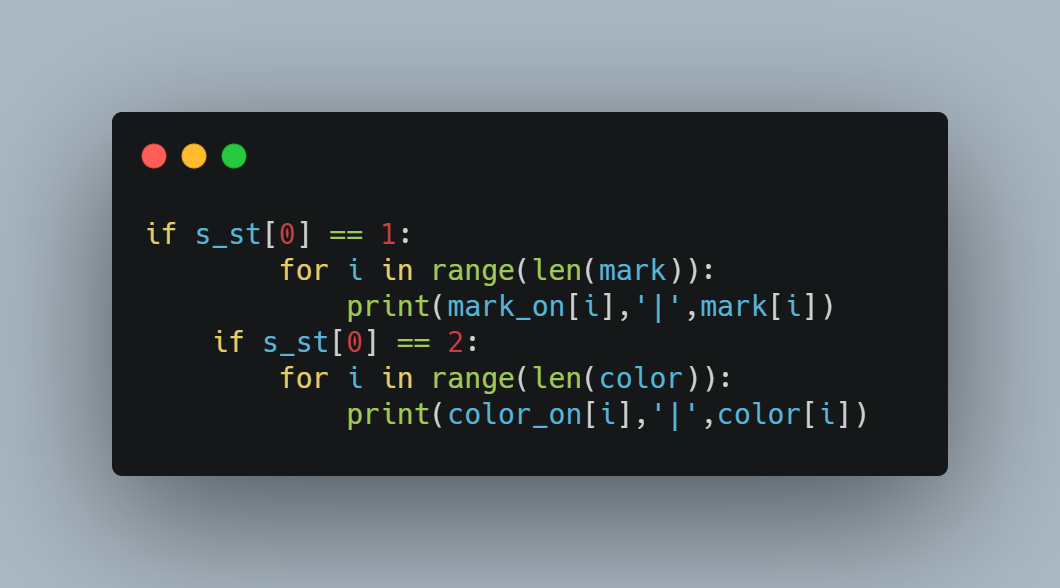 if s_st[0] == 1:
        for i in range(len(mark)):
            print(mark_on[i],'|',mark[i])
    if s_st[0] == 2:
        for i in range(len(color)):
            print(color_on[i],'|',color[i])